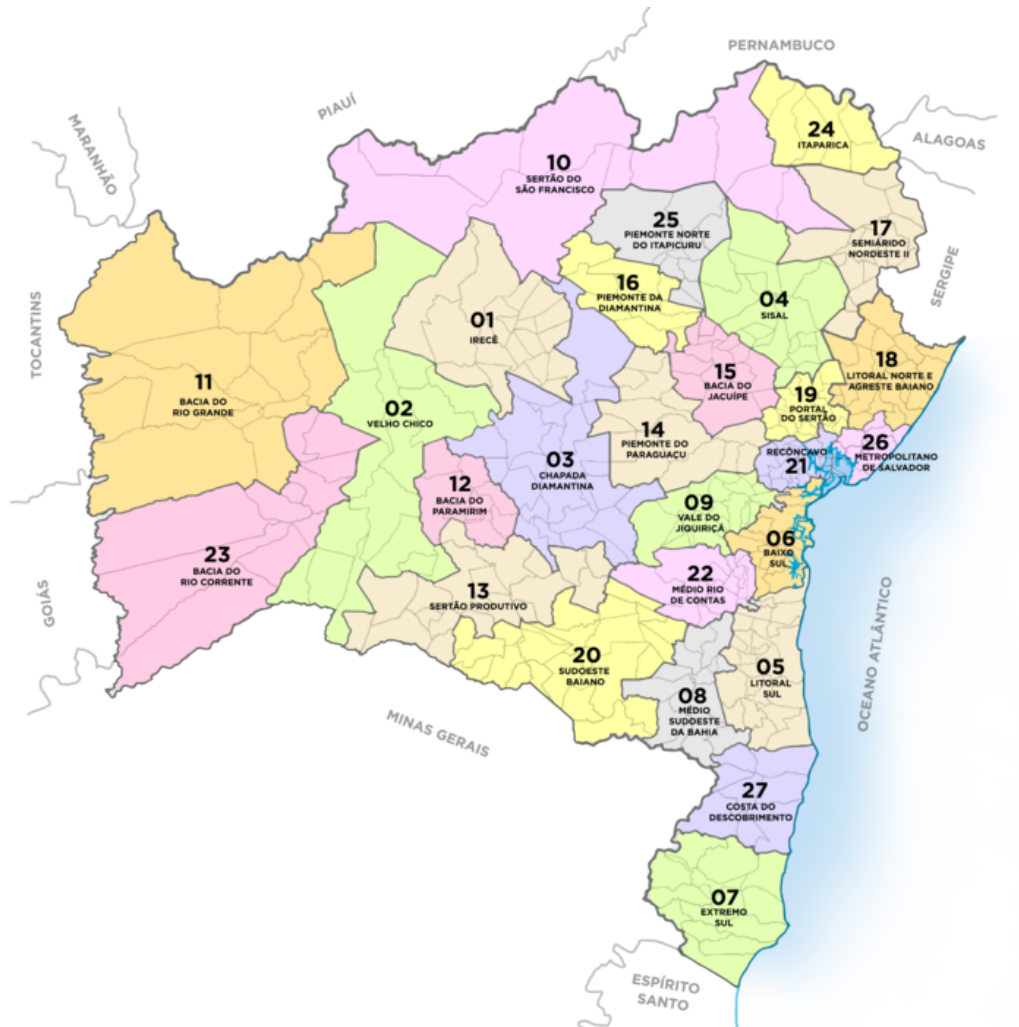 PERNAMBUCO
PIAUÍ
MARANHÃO
24
ITAPARICA
ALAGOAS
10
SERTÃO DO
SÃO FRANCISCO
25
PIEMONTE NORTE
DO ITAPICURU
17
SEMIÁRIDO
NORDESTE II
SERGIPE
16
PIEMONTE DA
DIAMANTINA
04
SISAL
TOCANTINS
01
IRECÊ
11
BACIA DO
RIO GRANDE
02
VELHO CHICO
15
BACIA DO
JACUÍPE
18
LITORAL NORTE E
AGRESTE BAIANO
19
PORTAL
DO SERTÃO
14
PIEMONTE DO
PARAGUAÇU
03
CHAPADA
DIAMANTINA
RECÔNCAVO
21
26
METROPOLITANO
DE SALVADOR
12
BACIA DO
PARAMIRIM
09
VALE DO
JIQUIRIÇÁ
06
BAIXO
SUL
23
BACIA DO
RIO CORRENTE
22
MÉDIO RIO
DE CONTAS
13
SERTÃO PRODUTIVO
GOIÁS
OCEANO ATLÂNTICO
20
SUDOESTE
BAIANO
05
LITORAL
SUL
08
MÉDIO
SUDOESTE
DA BAHIA
MINAS GERAIS
27
COSTA DO
DESCOBRIMENTO
07
EXTREMO
SUL
ESPÍRITO
SANTO